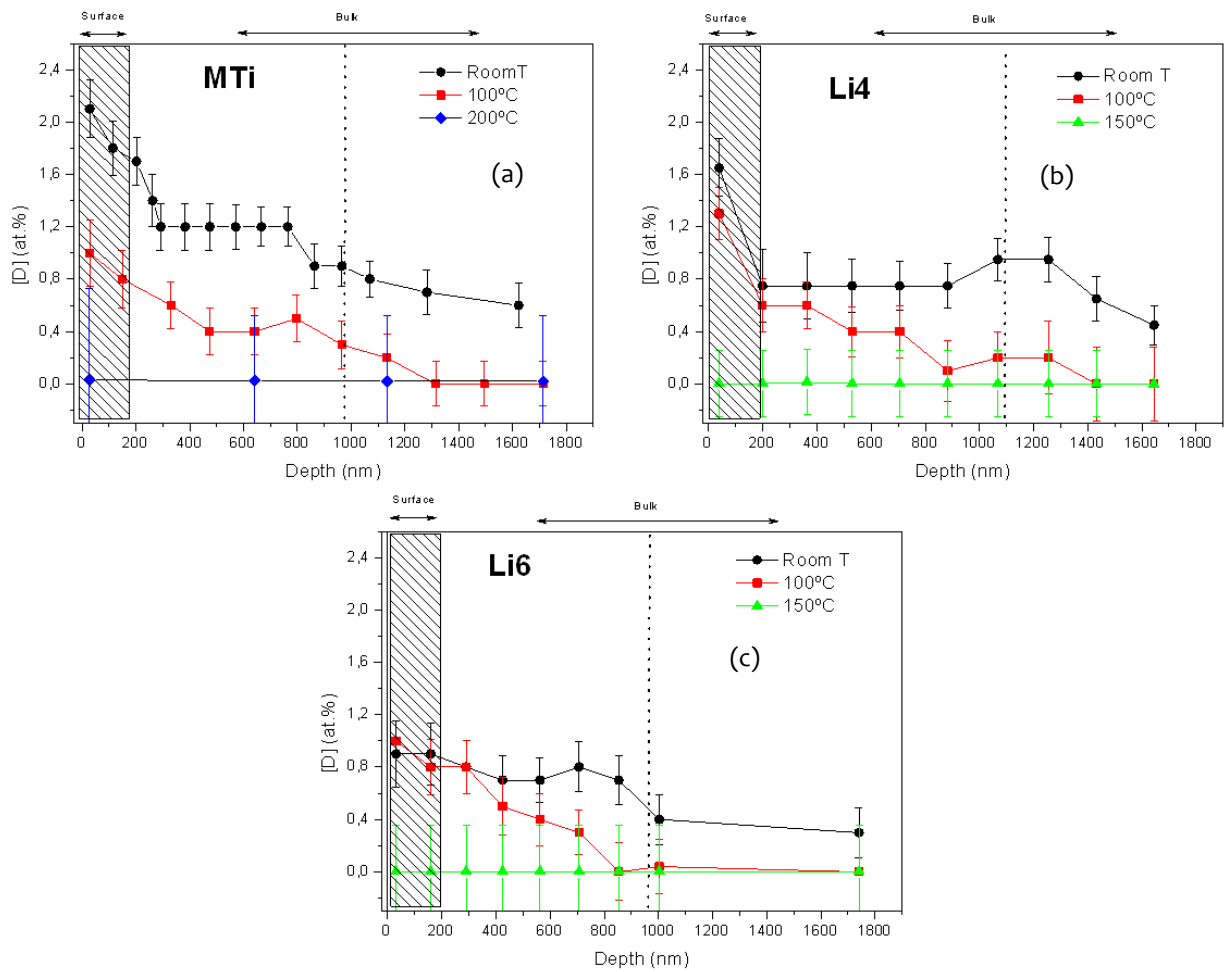 Surface
Bulk
MTi
RoomT
100ºC
200ºC
(a)
[D] (at.%)
2,4
2,0
1,6
1,2
0,8
0,4
0,0
0 200 400 600 800 1000 1200 1400 1600 1800
Depth (nm)
Surface
Bulk
Li4
Room T
100ºC
150ºC
(b)
[D] (at.%)
2,4
2,0
1,6
1,2
0,8
0,4
0,0
0 200 400 600 800 1000 1200 1400 1600 1800
Depth (nm)
Surface
Bulk
Li6
Room T
100ºC
150ºC
(c)
[D] (at.%)
2,4
2,0
1,6
1,2
0,8
0,4
0,0
0 200 400 600 800 1000 1200 1400 1600 1800
Depth (nm)